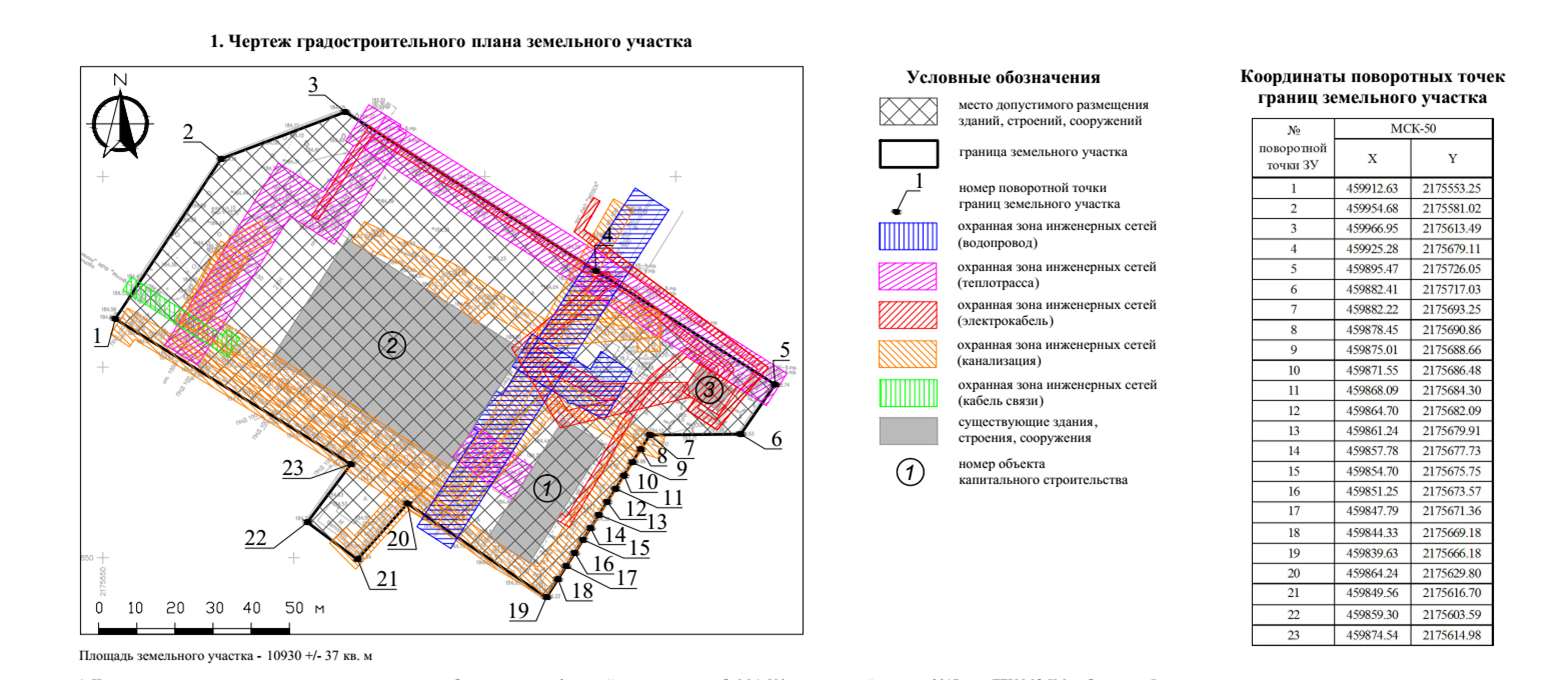 1. Чертеж градостроительного плана земельного участка
N
1
2
3
4
5
6
7
8
9
10
11
12
13
14
15
16
17
18
19
20
21
22
23
1
2
3
850
2175550
0 10 20 30 40 50 м
Площадь земельного участка - 10930 +/- 37 кв. м
Условные обозначения
место допустимого размещения
зданий, строений, сооружений
граница земельного участка
1
номер поворотной точки
границ земельного участка
охранная зона инженерных сетей
(водопровод)
охранная зона инженерных сетей
(теплотрасса)
охранная зона инженерных сетей
(электрокабель)
охранная зона инженерных сетей
(канализация)
охранная зона инженерных сетей
(кабель связи)
существующие здания,
строения, сооружения
1
номер объекта
капитального строительства
Координаты поворотных точек
границ земельного участка
№ поворотной точки ЗУ МСК-50
X Y
1 459912.63 2175553.25
2 459954.68 2175581.02
3 459966.95 2175613.49
4 459925.28 2175679.11
5 459895.47 2175726.05
6 459882.41 2175717.03
7 459882.22 2175693.25
8 459878.45 2175690.86
9 459875.01 2175688.66
10 459871.55 2175686.48
11 459868.09 2175684.30
12 459864.70 2175682.09
13 459861.24 2175679.91
14 459857.78 2175677.73
15 459854.70 2175675.75
16 459851.25 2175673.57
17 459847.79 2175671.36
18 459844.33 2175669.18
19 459839.63 2175666.18
20 459864.24 2175629.80
21 459849.56 2175616.70
22 459859.30 2175603.59
23 459874.54 2175614.98